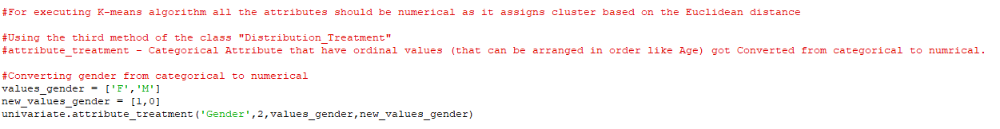 #For executing K-means algorithm all the attributes should be numerical as it assigns cluster based on the Euclidean distance
#Using the third method of the class "Distribution_Treatment"
#attribute_treatment - Categorical Attribute that have ordinal values (that can be arranged in order like Age) got Converted from categorical to numrical.
#Converting gender from categorical to numerical
values_gender = ['F','M']
new_values_gender = [1,0]
univariate.attribute_treatment('Gender',2,values_gender,new_values_gender)